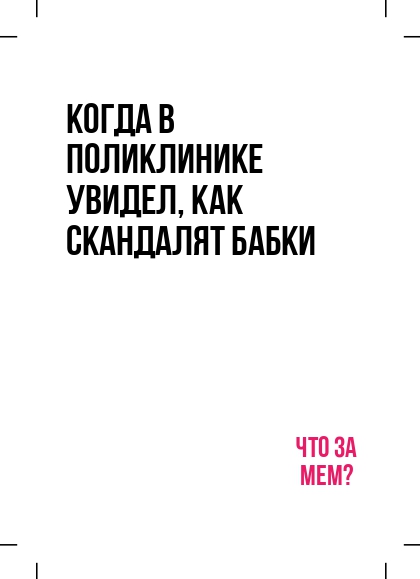 КОГДА В
ПОЛИКЛИНИКЕ
УВИДЕЛ, КАК
СКАНДАЛЯТ БАБКИ
ЧТО ЗА
МЕМ?